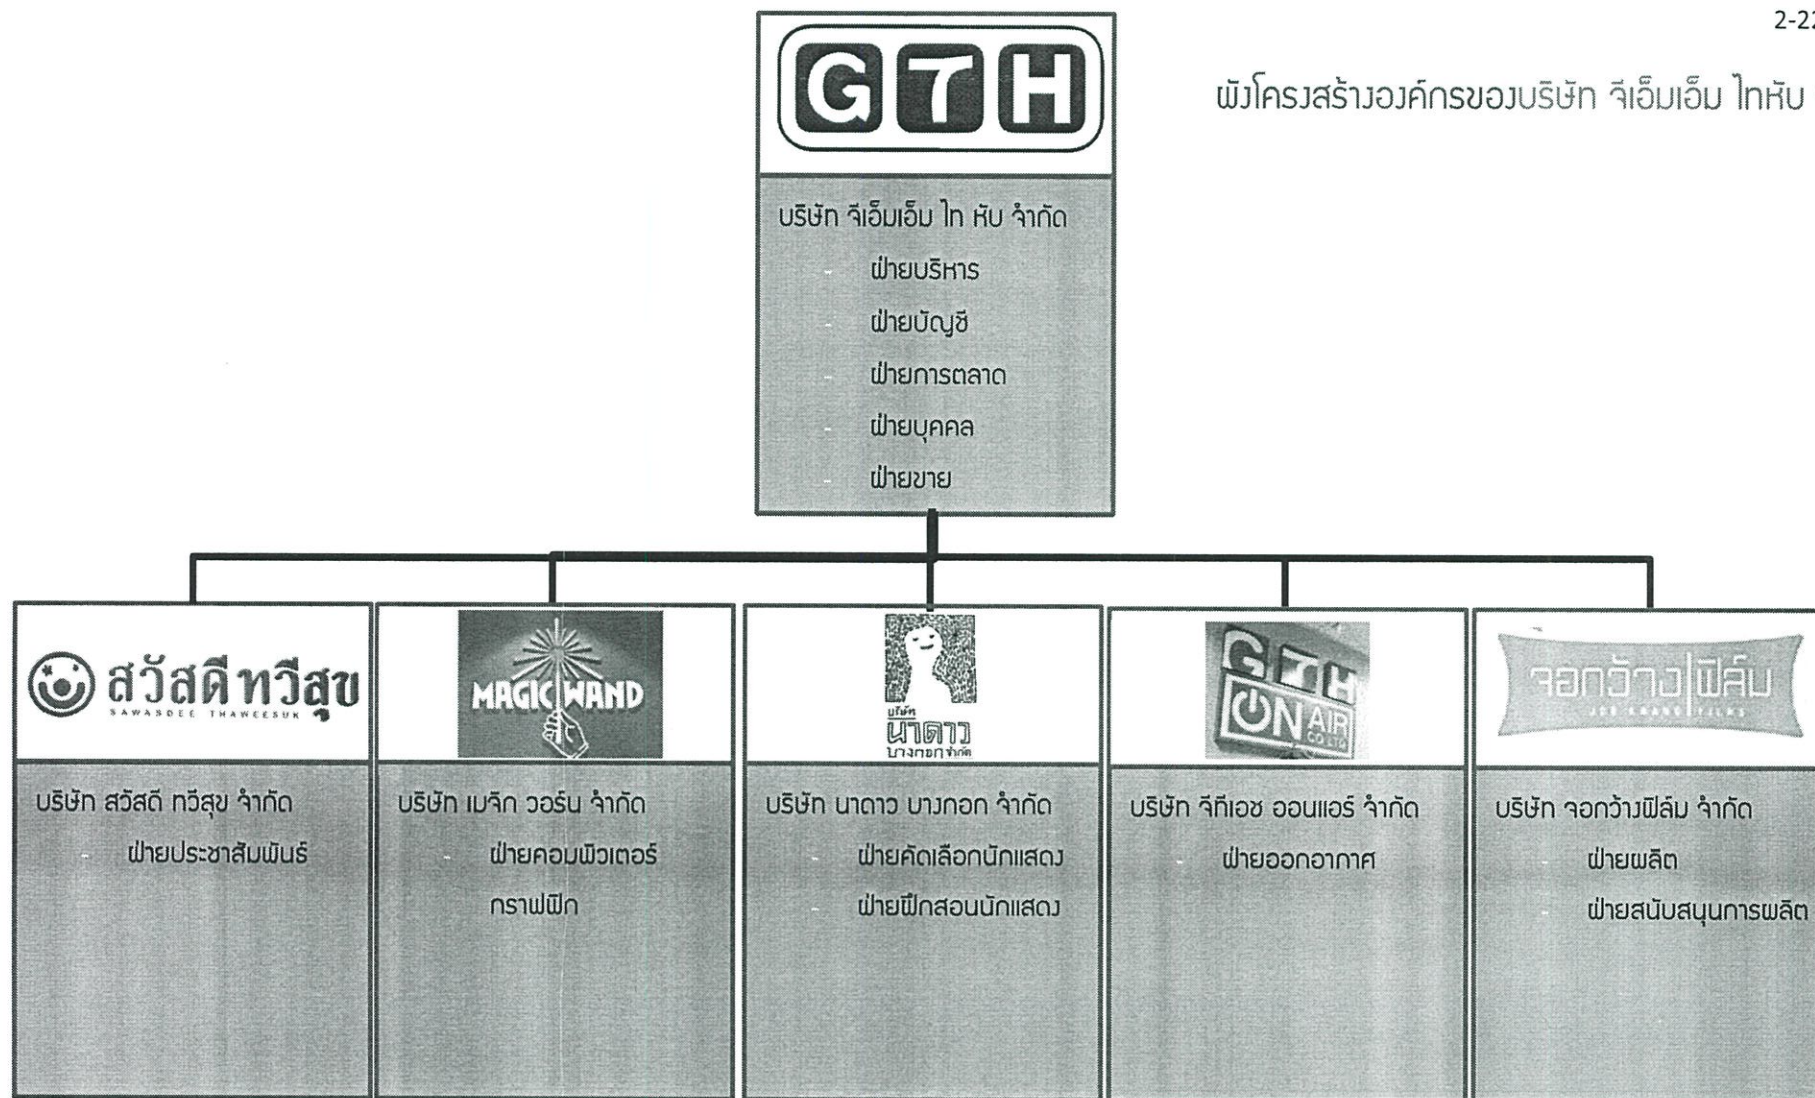 2-22
ผังโครงสร้างองค์กรของบริษัท จีเอ็มเอ็ม ไทหับ
GTH
บริษัท จีเอ็มเอ็ม ไท หับ จำกัด
- ฝ่ายบริหาร
- ฝ่ายบัญชี
- ฝ่ายการตลาด
- ฝ่ายบุคคล
- ฝ่ายขาย
สวัสดีทวีสุข
SAWASDEE THAWEESUK
บริษัท สวัสดี ทวีสุข จำกัด
- ฝ่ายประชาสัมพันธ์
MAGIC WAND
บริษัท เมจิก วอร์น จำกัด
- ฝ่ายคอมพิวเตอร์
กราฟฟิก
บริษัท
นาดาว
บางกอก จำกัด
บริษัท นาดาว บางกอก จำกัด
- ฝ่ายคัดเลือกนักแสดง
- ฝ่ายฝึกสอนนักแสดง
GTH
ON AIR
CO LTD
บริษัท จีทีเอช ออนแอร์ จำกัด
- ฝ่ายออกอากาศ
จอกว้าง ฟิล์ม
JOR KWANG FILMS
บริษัท จอกว้างฟิล์ม จำกัด
- ฝ่ายผลิต
- ฝ่ายสนับสนุนการผลิต